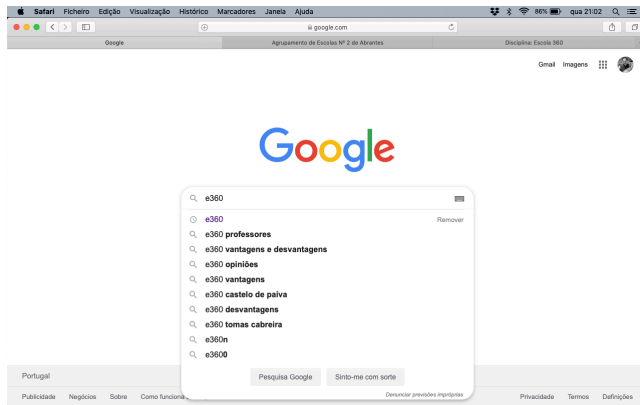 Safari Ficheiro Edição Visualização Histórico Marcadores Janela Ajuda 86% qua 21:02
google.com
Google Agrupamento de Escolas Nº 2 de Abrantes Disciplina: Escola 360
Gmail Imagens
Google
e360
e360 Remover
e360 professores
e360 vantagens e desvantagens
e360 opiniões
e360 vantagens
e360 castelo de paiva
e360 desvantagens
e360 tomas cabreira
e360n
e3600
Pesquisa Google Sinto-me com sorte
Denunciar previsões impróprias
Portugal
Publicidade Negócios Sobre Como funciona Privacidade Termos Definições